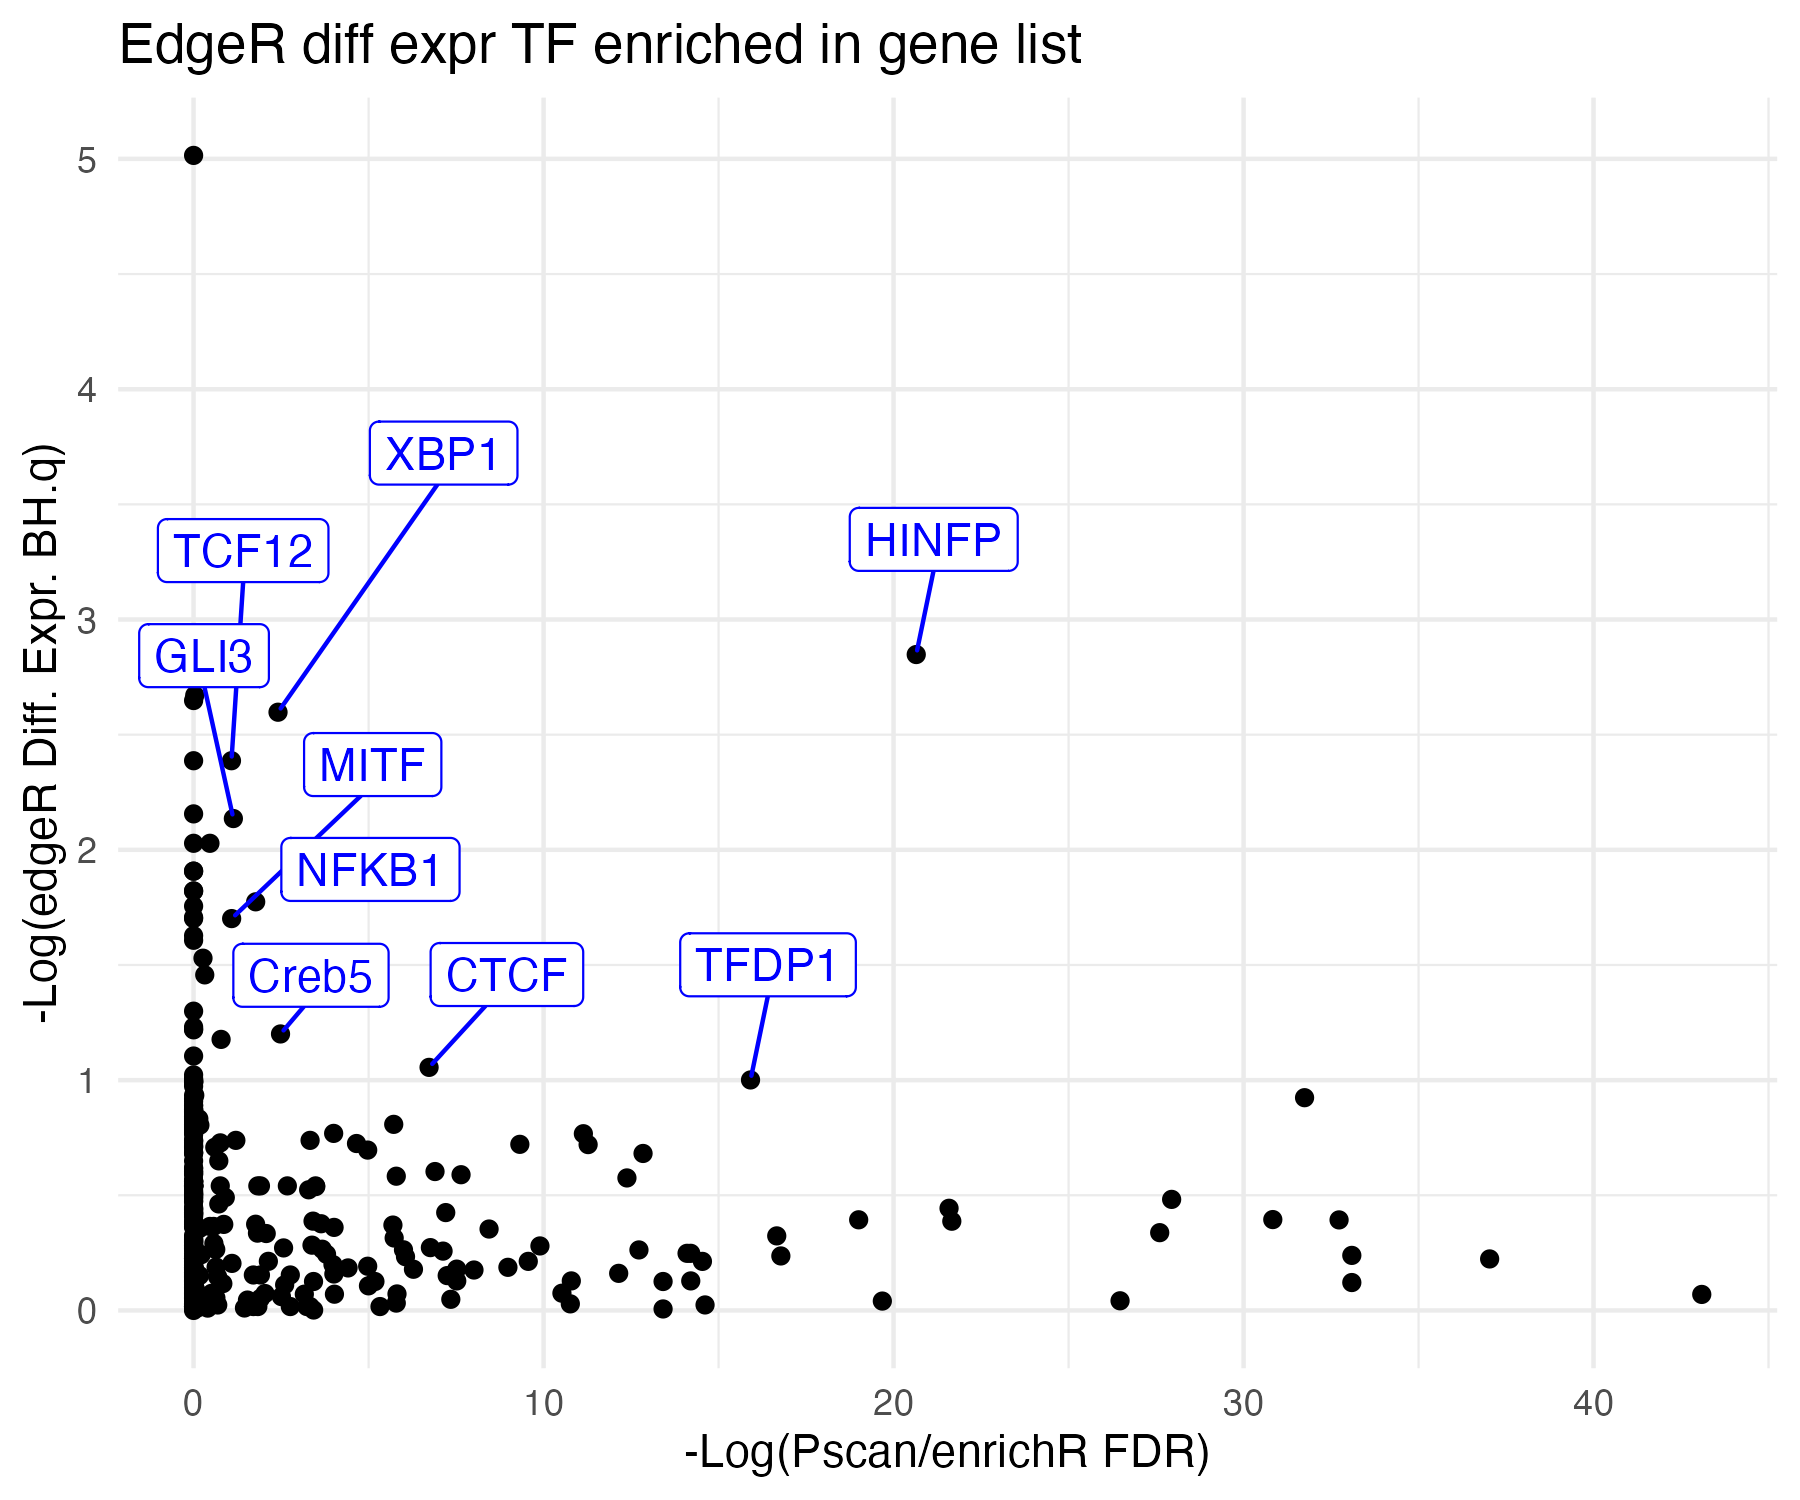 EdgeR diff expr TF enriched in gene list
-Log(edgeR Diff. Expr. BH.q)
5
4
3
2
1
0
XBP1
HINFP
TCF12
GLI3
MITF
NFKB1
Creb5
CTCF
TFDP1
0 10 20 30 40
-Log(Pscan/enrichR FDR)